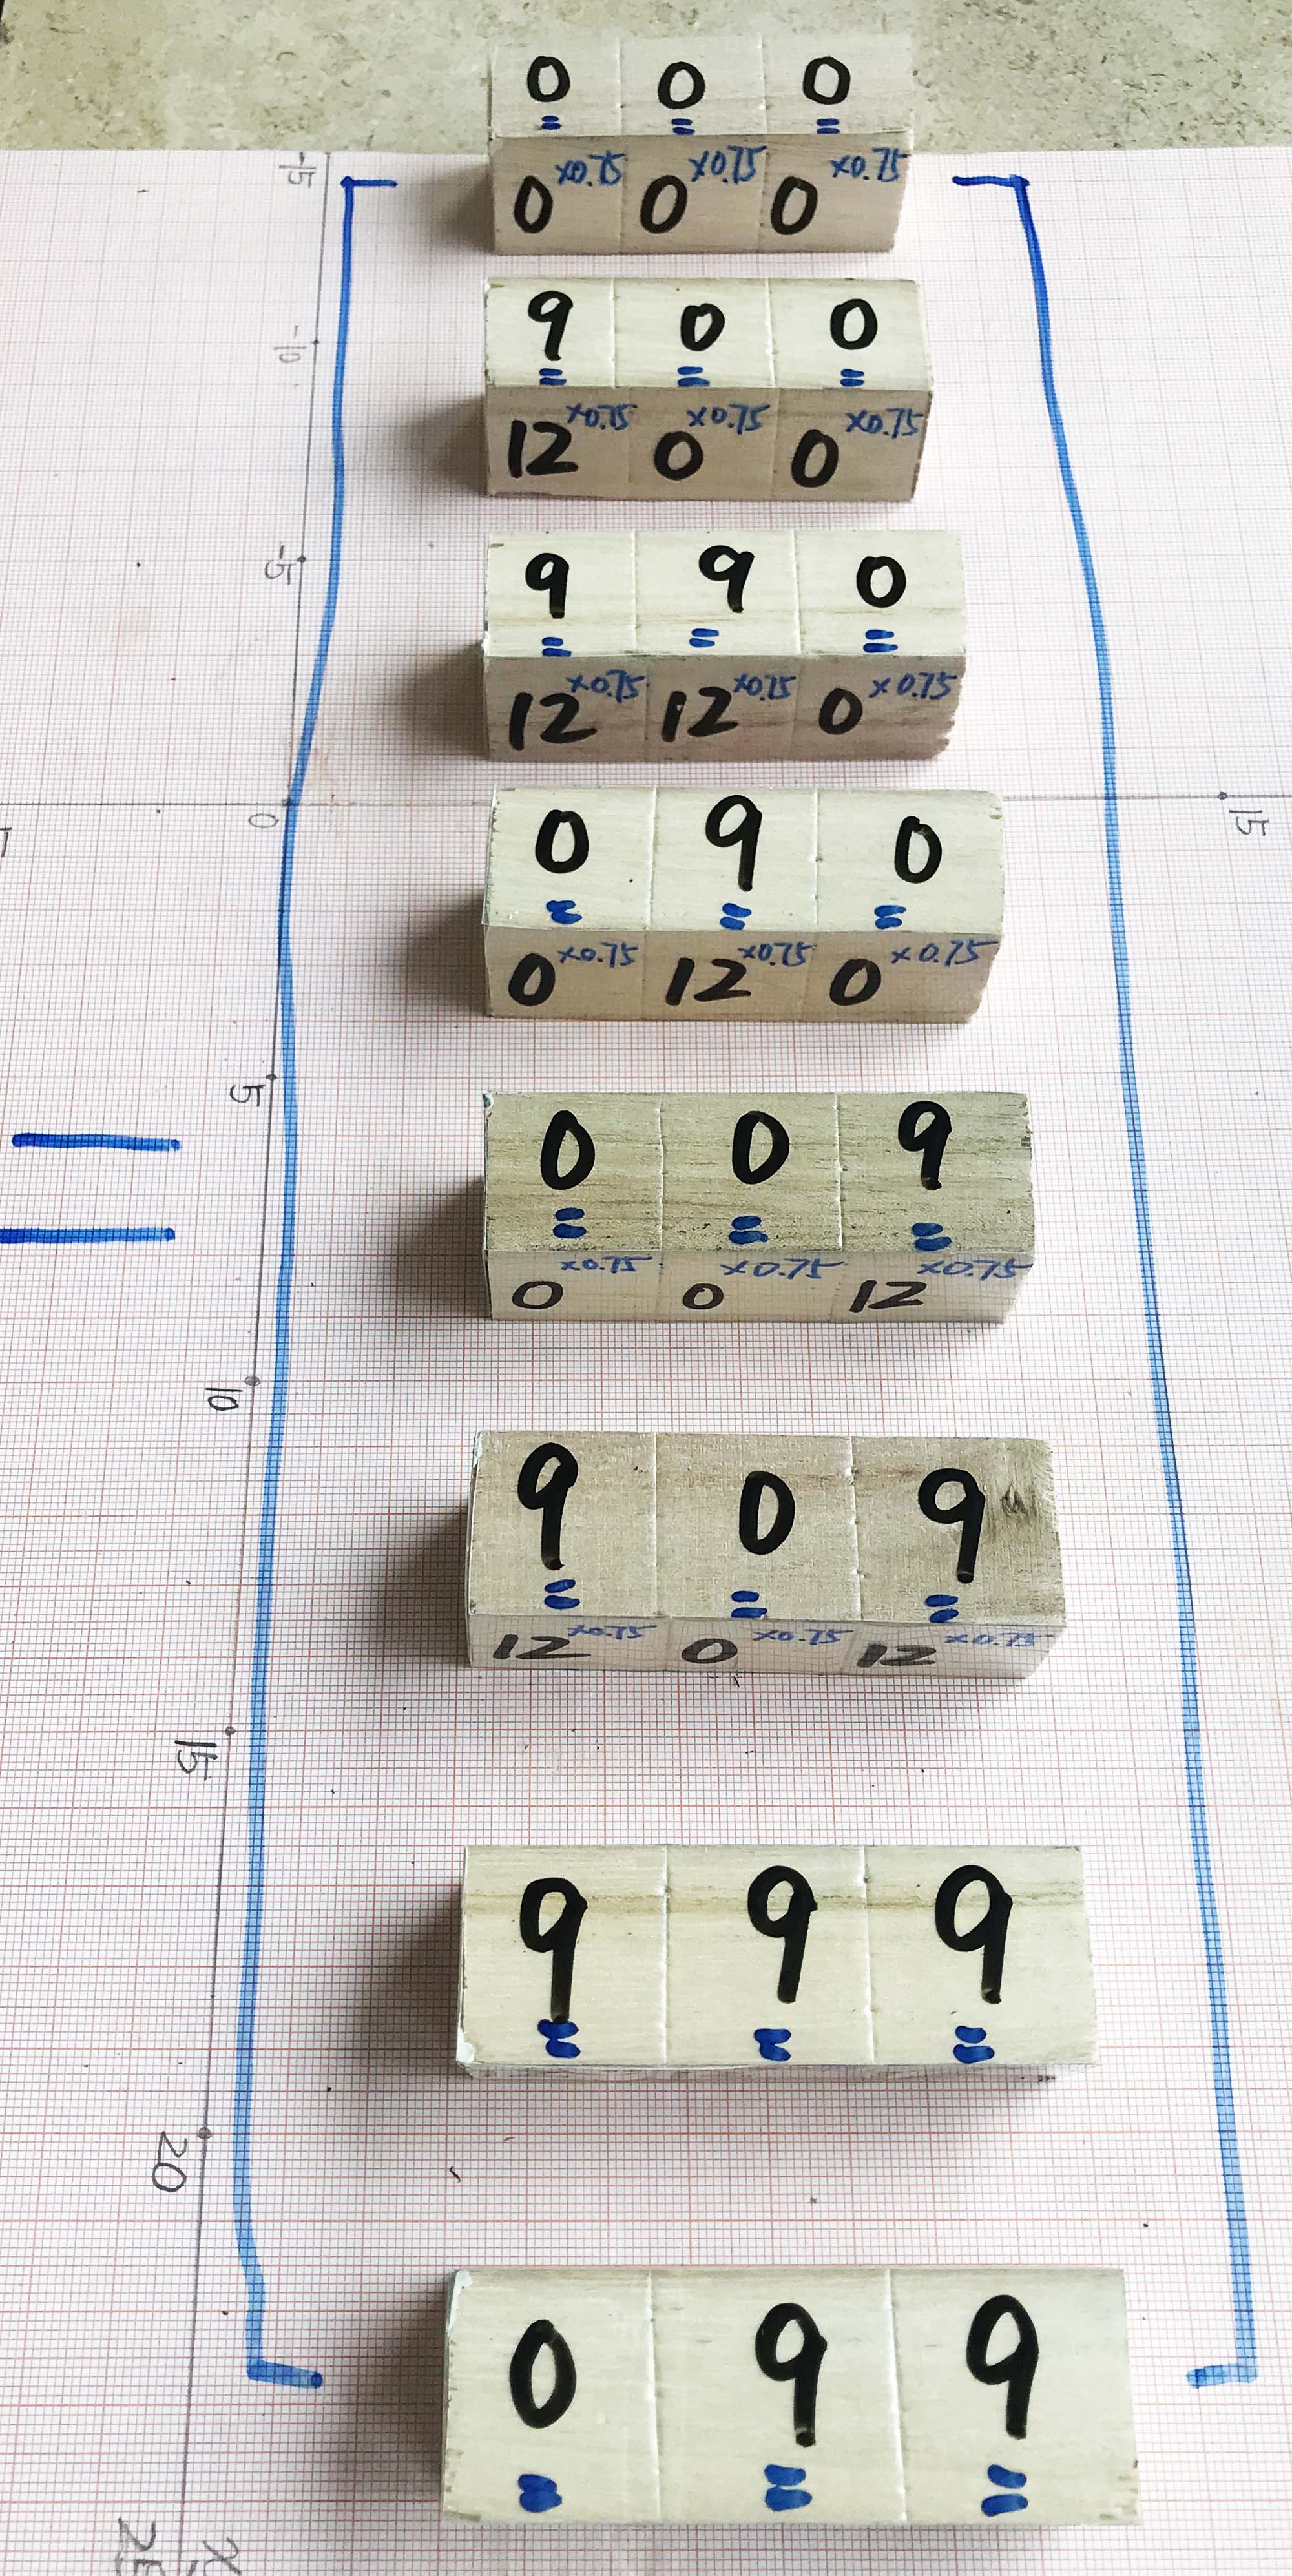 0 0 0
= = =
0 ×0.75 0 ×0.75 0 ×0.75
-15
-10
9 0 0
= = =
12 ×0.75 0 ×0.75 0 ×0.75
-5
9 9 0
= = =
12 ×0.75 12 ×0.75 0 ×0.75
0
15
0 9 0
= = =
0 ×0.75 12 ×0.75 0 ×0.75
5
=
0 0 9
= = =
0 ×0.75 0 ×0.75 12 ×0.75
10
9 0 9
= = =
12 ×0.75 0 ×0.75 12 ×0.75
15
9 9 9
= = =
20
0 9 9
= = =
25
x